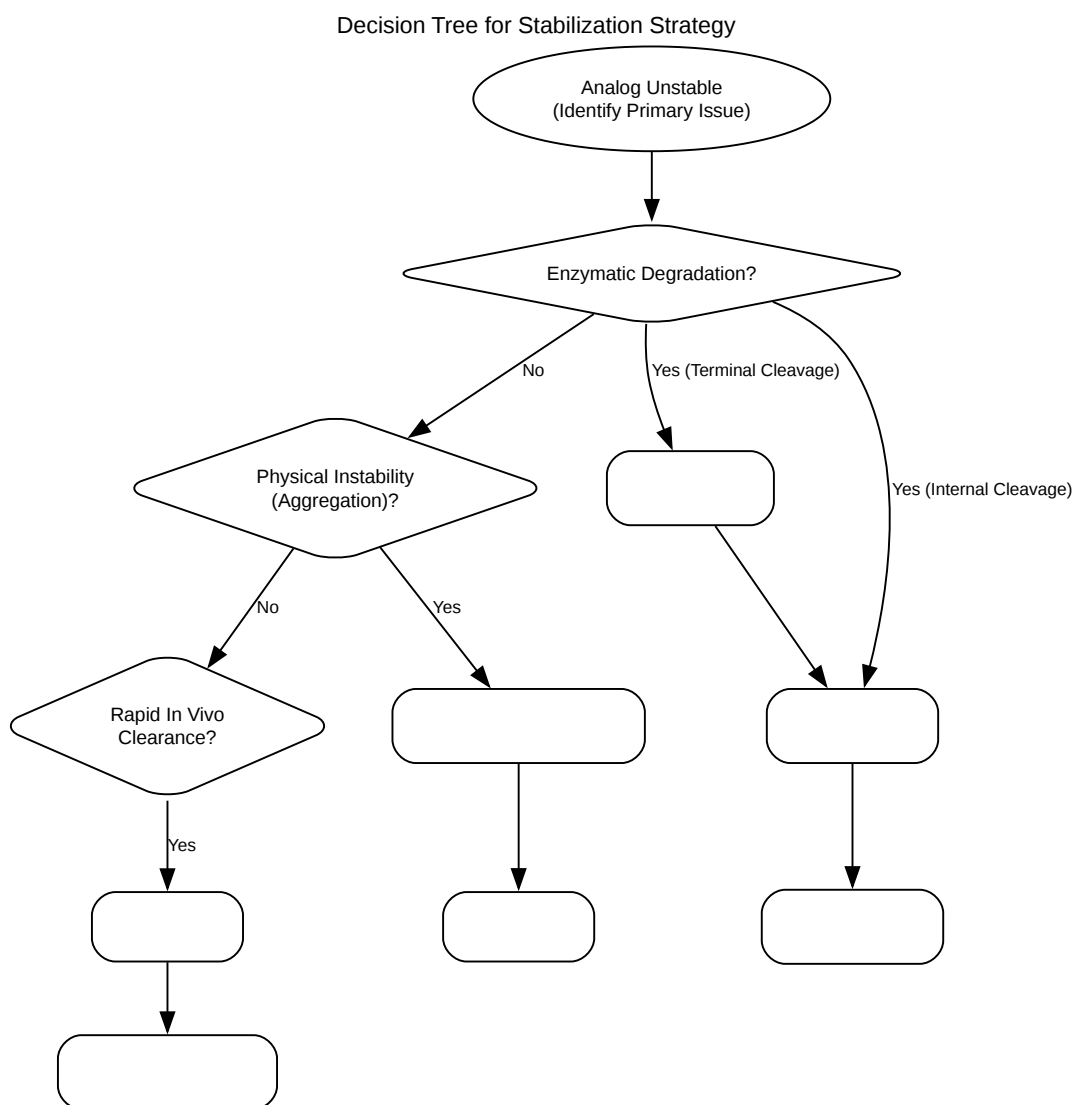 Decision Tree for Stabilization Strategy
Analog Unstable
(Identify Primary Issue)
Enzymatic Degradation?
No
Yes (Terminal Cleavage)
Physical Instability
(Aggregation)?
Yes (Internal Cleavage)
No
Yes
Rapid In Vivo
Clearance?
Yes